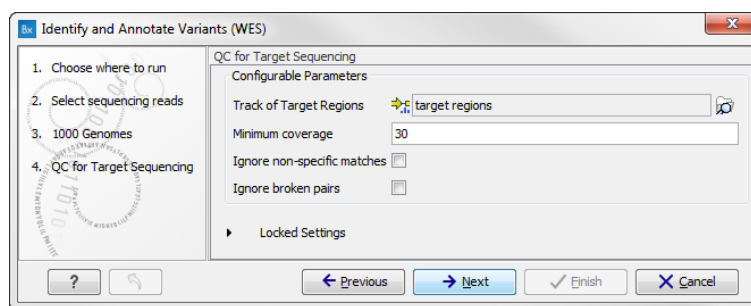 Bx Identify and Annotate Variants (WES)
X
1. Choose where to run
2. Select sequencing reads
3. 1000 Genomes
4. QC for Target Sequencing
QC for Target Sequencing
Configurable Parameters
Track of Target Regions target regions
Minimum coverage 30
Ignore non-specific matches
Ignore broken pairs
Locked Settings
? Previous Next Finish Cancel